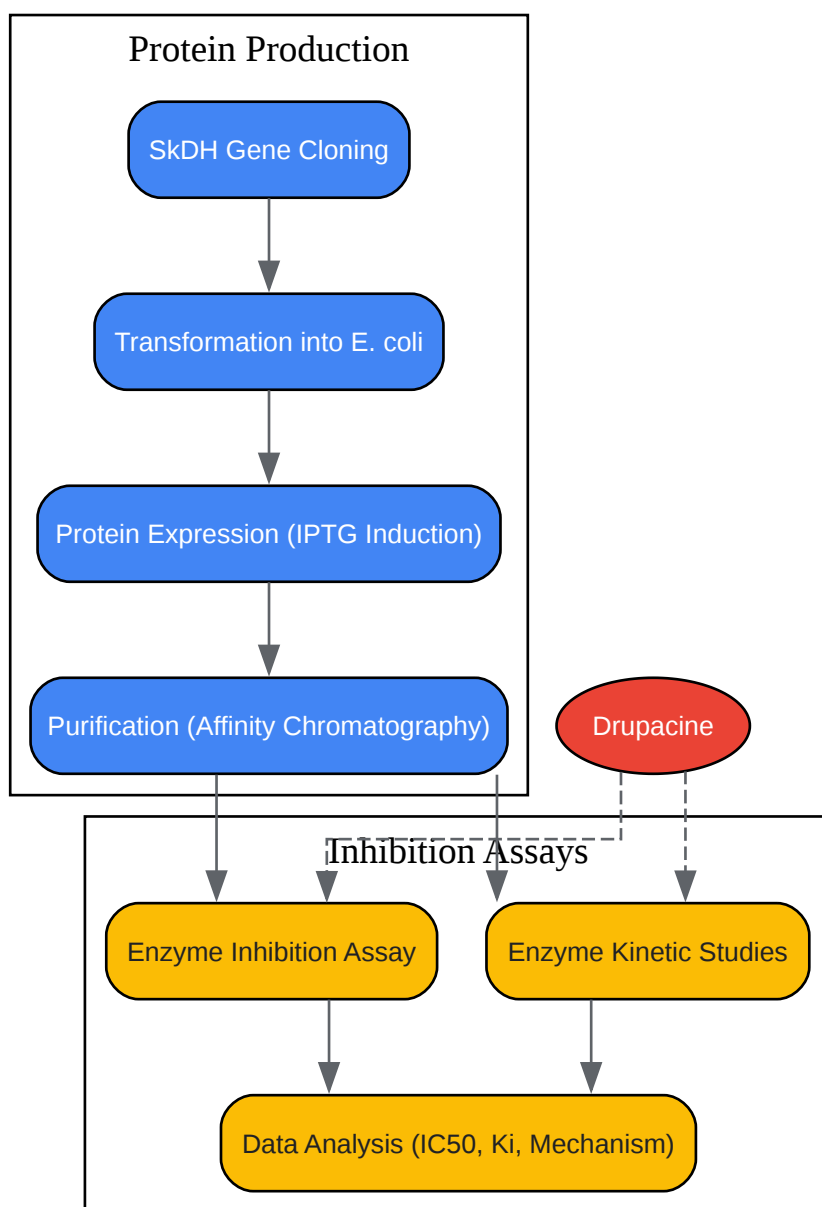 Protein Production
SkDH Gene Cloning
Transformation into E. coli
Protein Expression (IPTG Induction)
Purification (Affinity Chromatography)
Drupacine
Inhibition Assays
Enzyme Inhibition Assay
Enzyme Kinetic Studies
Data Analysis (IC50, Ki, Mechanism)